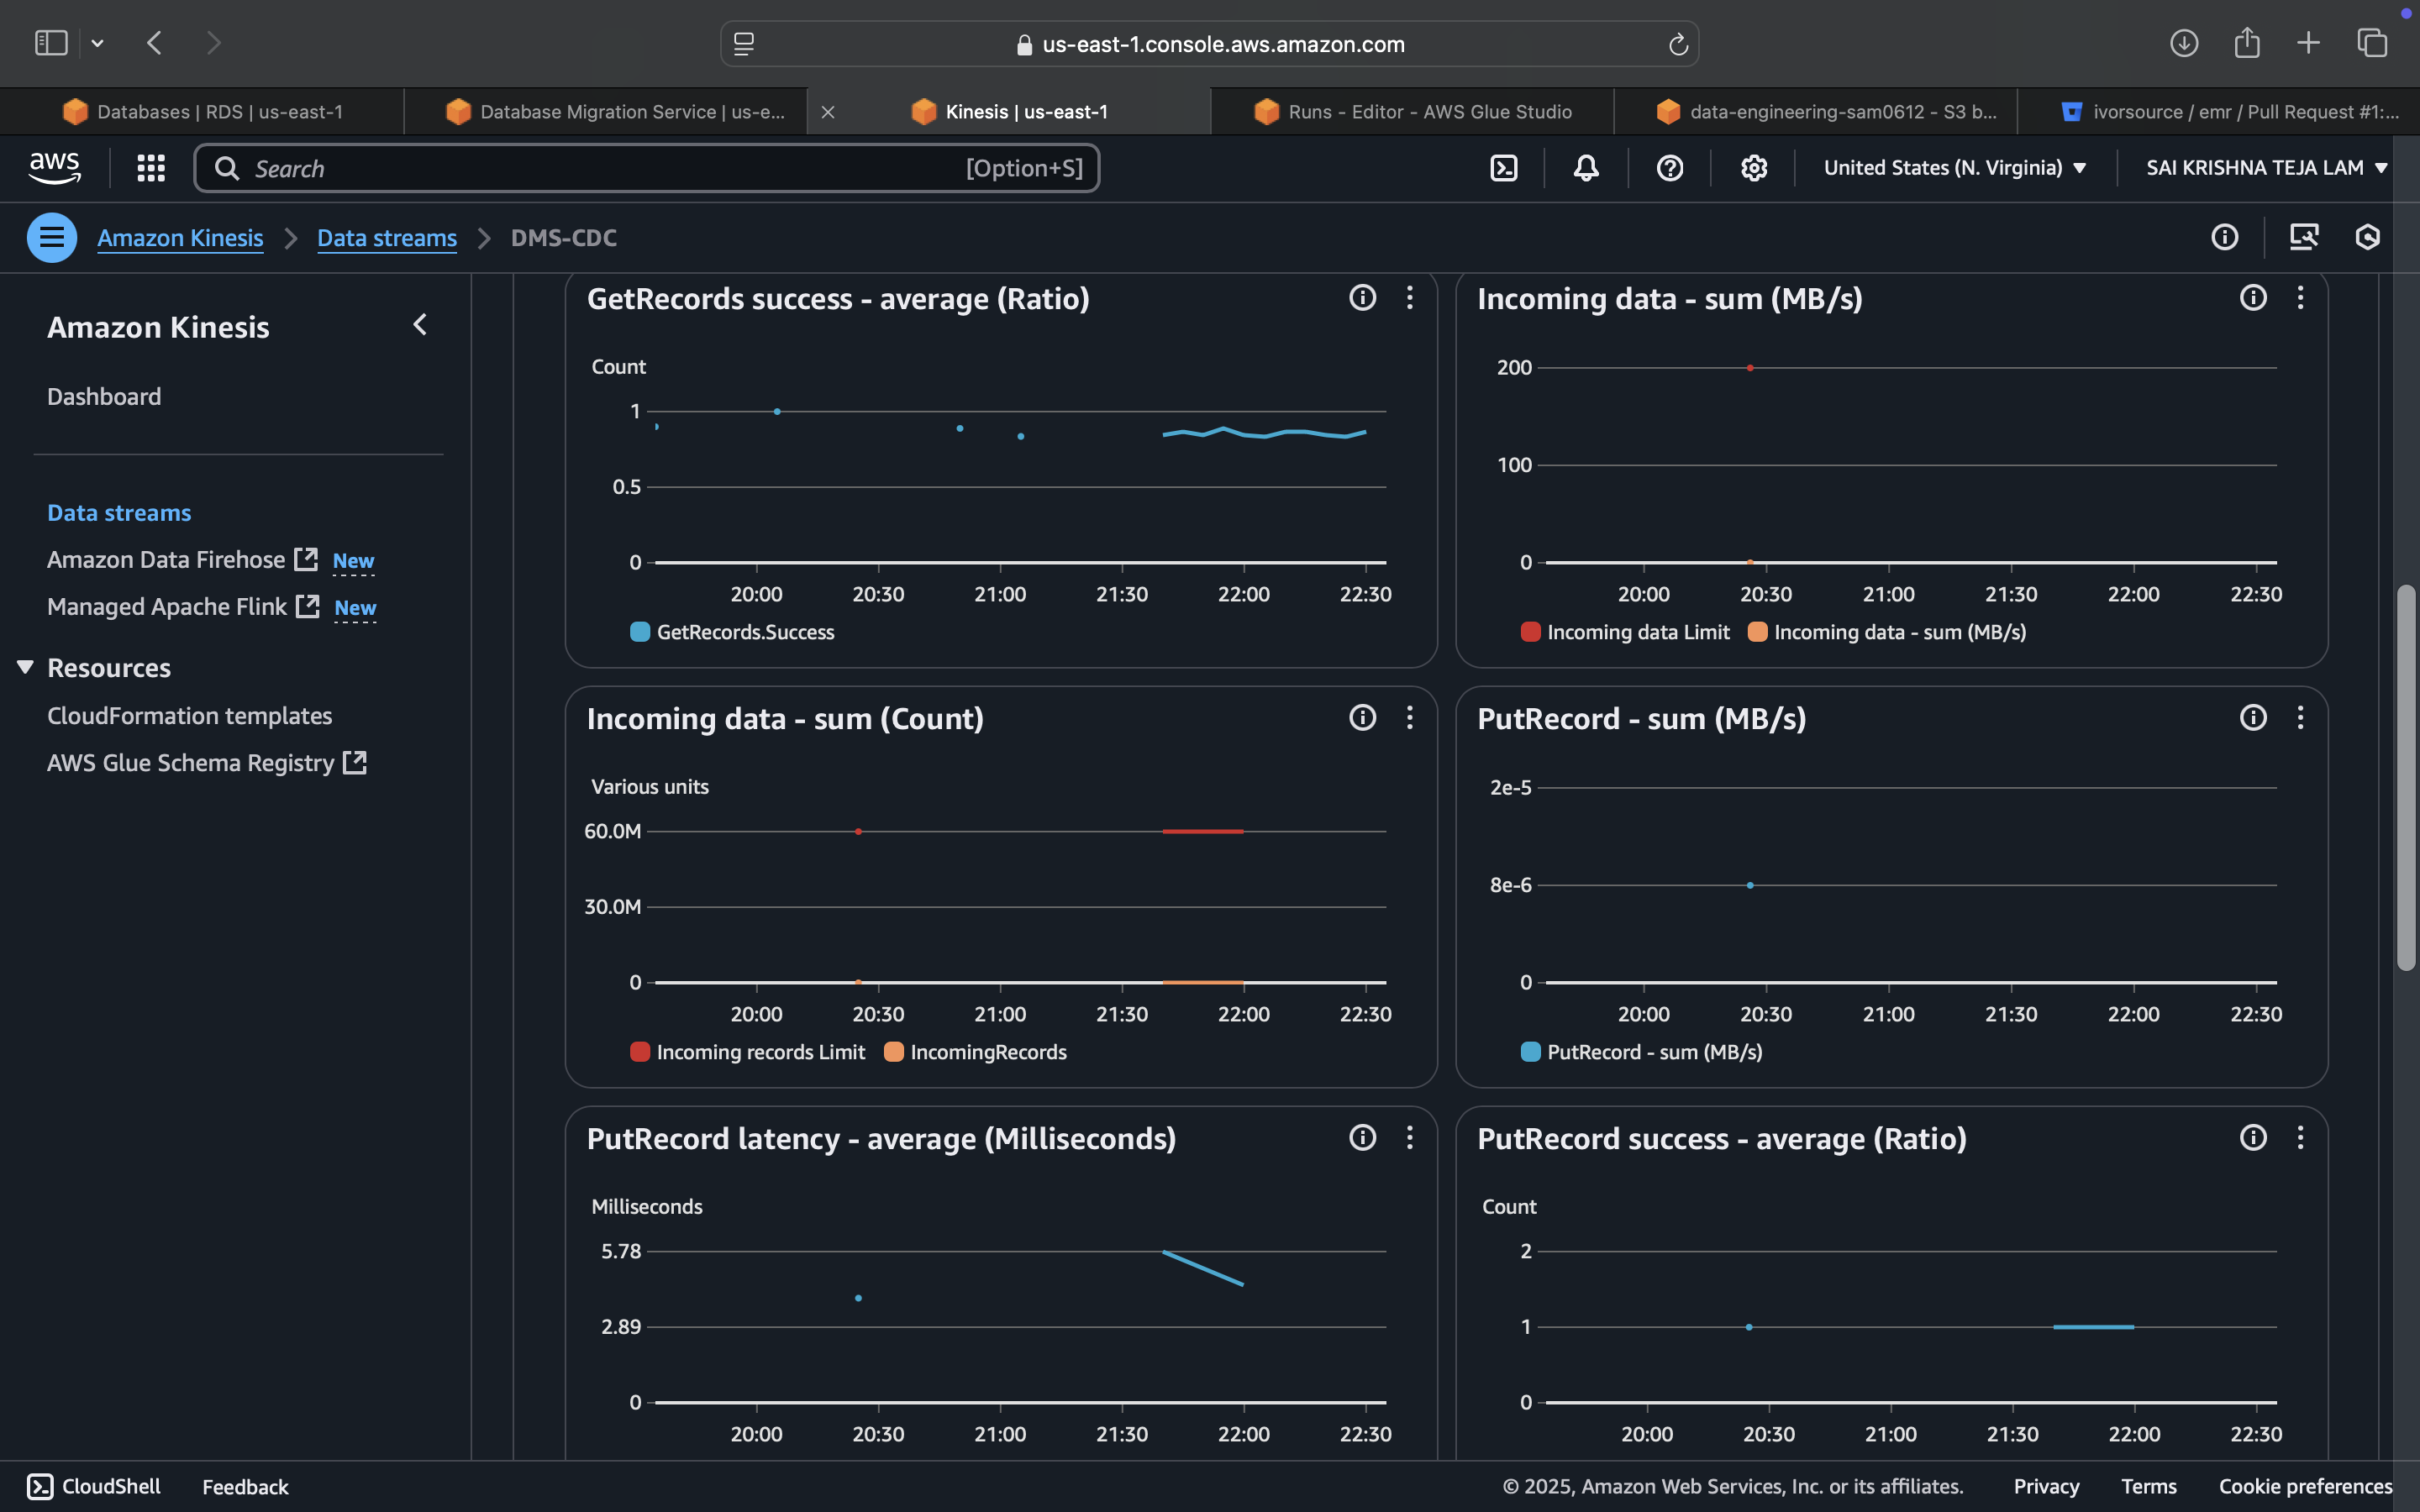 us-east-1.console.aws.amazon.com
Databases | RDS | us-east-1
Database Migration Service | us-e...
Kinesis | us-east-1
Runs - Editor - AWS Glue Studio
data-engineering-sam0612 - S3 b...
ivorsource / emr / Pull Request #1:...
aws
Search
[Option+S]
United States (N. Virginia)
SAI KRISHNA TEJA LAM
Amazon Kinesis
Data streams
DMS-CDC
Amazon Kinesis
Dashboard
Data streams
Amazon Data Firehose New
Managed Apache Flink New
Resources
CloudFormation templates
AWS Glue Schema Registry
GetRecords success - average (Ratio)
Count
1
0.5
0
20:00 20:30 21:00 21:30 22:00 22:30
GetRecords.Success
Incoming data - sum (MB/s)
200
100
0
20:00 20:30 21:00 21:30 22:00 22:30
Incoming data Limit Incoming data - sum (MB/s)
Incoming data - sum (Count)
Various units
60.0M
30.0M
0
20:00 20:30 21:00 21:30 22:00 22:30
Incoming records Limit IncomingRecords
PutRecord - sum (MB/s)
2e-5
8e-6
0
20:00 20:30 21:00 21:30 22:00 22:30
PutRecord - sum (MB/s)
PutRecord latency - average (Milliseconds)
Milliseconds
5.78
2.89
0
20:00 20:30 21:00 21:30 22:00 22:30
PutRecord success - average (Ratio)
Count
2
1
0
20:00 20:30 21:00 21:30 22:00 22:30
CloudShell
Feedback
© 2025, Amazon Web Services, Inc. or its affiliates.
Privacy
Terms
Cookie preferences